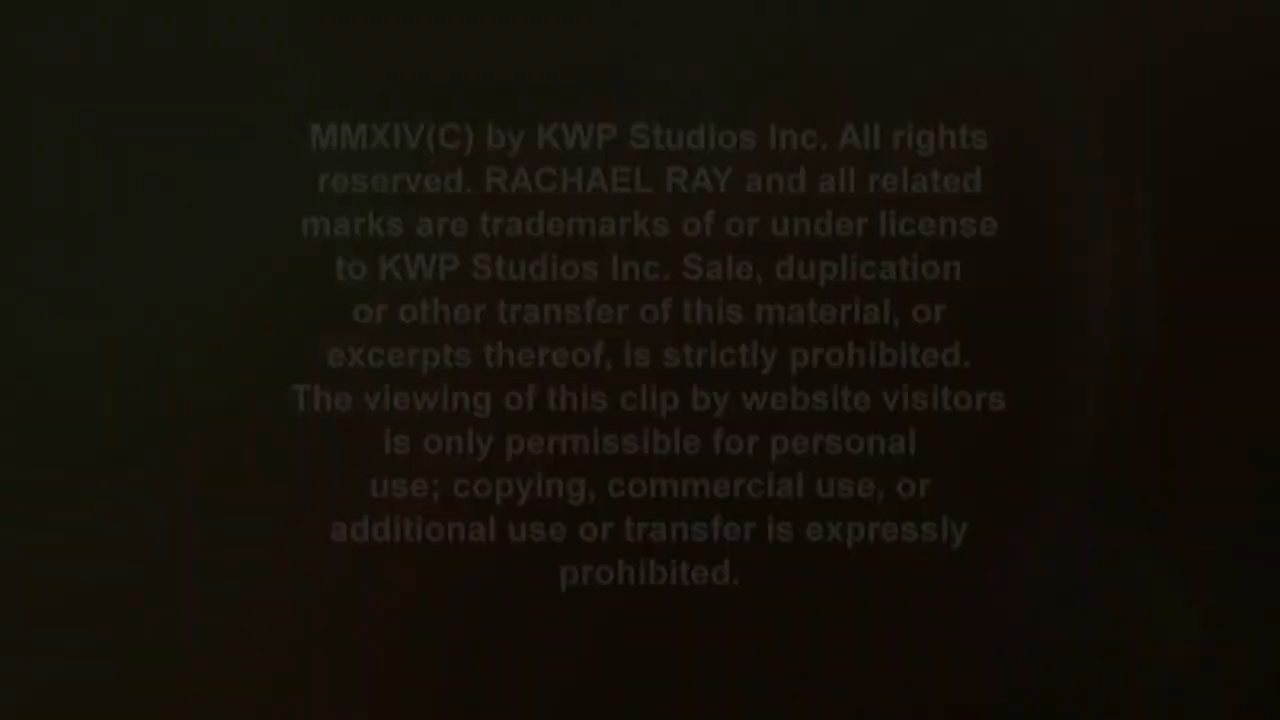 MMXIV(C) by KWP Studios Inc. All rights
reserved. RACHAEL RAY and all related
marks are trademarks of or under license
to KWP Studios Inc. Sale, duplication
or other transfer of this material, or
excerpts thereof, is strictly prohibited.
The viewing of this clip by website visitors
is only permissible for personal
use; copying, commercial use, or
additional use or transfer is expressly
prohibited.